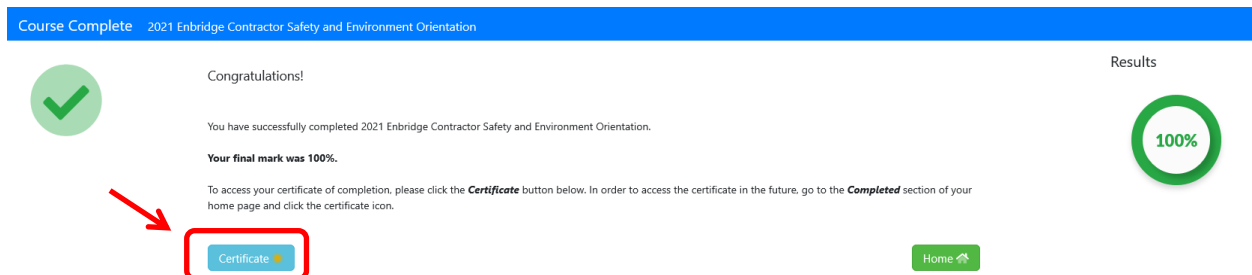 Course Complete 2021 Enbridge Contractor Safety and Environment Orientation
Results
Congratulations!
You have successfully completed 2021 Enbridge Contractor Safety and Environment Orientation.
100%
Your final mark was 100%.
To access your certificate of completion, please click the Certificate button below. In order to access the certificate in the future, go to the Completed section of your
home page and click the certificate icon.
Certificate
Home